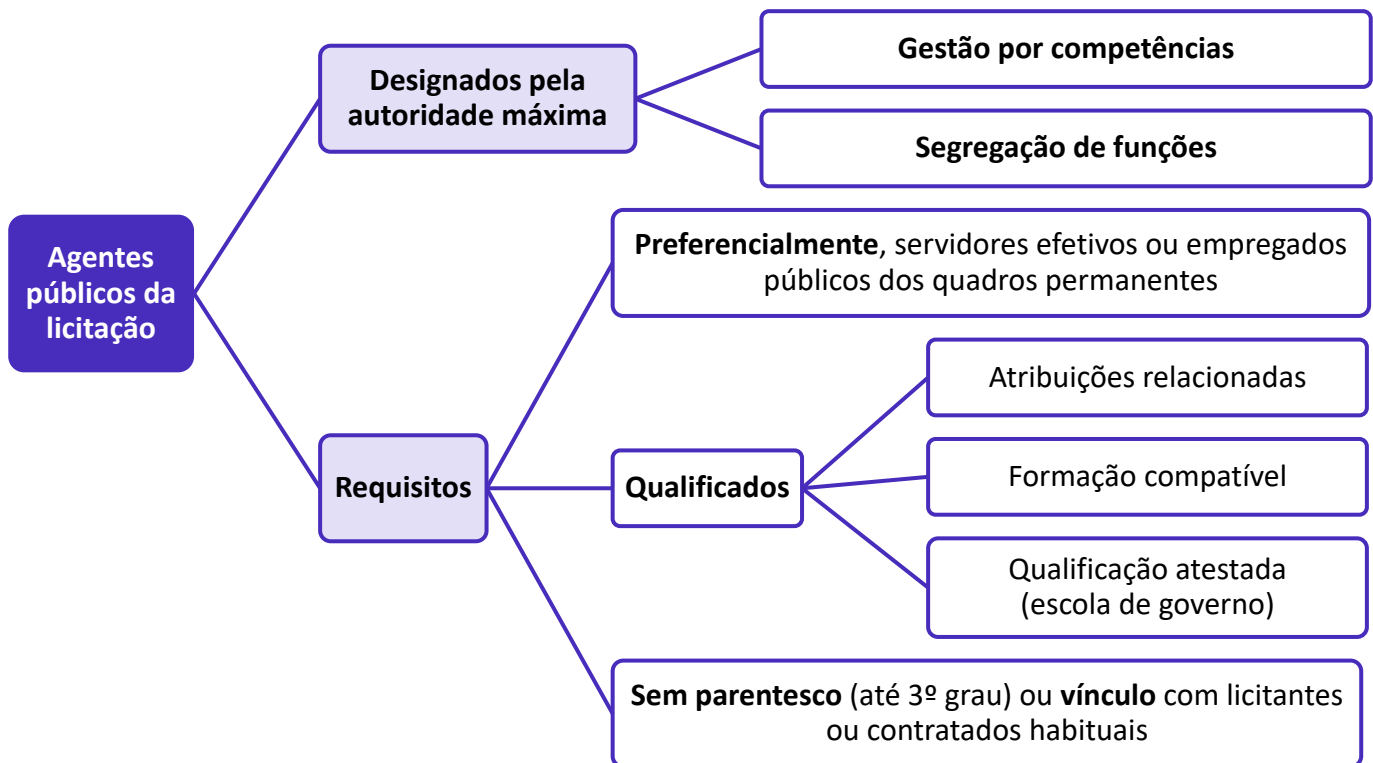 Agentes
públicos da
licitação
Designados pela
autoridade máxima
Gestão por competências
Segregação de funções
Requisitos
Preferencialmente, servidores efetivos ou empregados
públicos dos quadros permanentes
Qualificados
Atribuições relacionadas
Formação compatível
Qualificação atestada
(escola de governo)
Sem parentesco (até 3º grau) ou vínculo com licitantes
ou contratados habituais